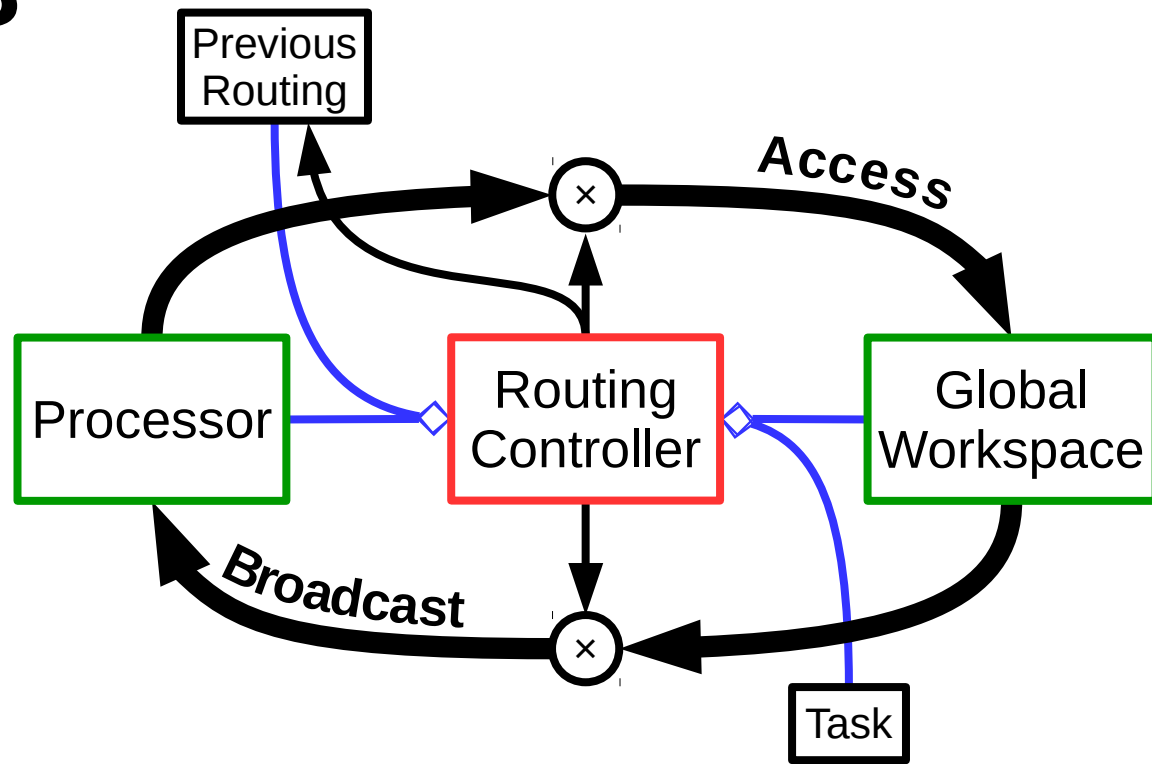 Previous
Routing
×
Access
Processor
Routing
Controller
Global
Workspace
Broadcast
×
Task